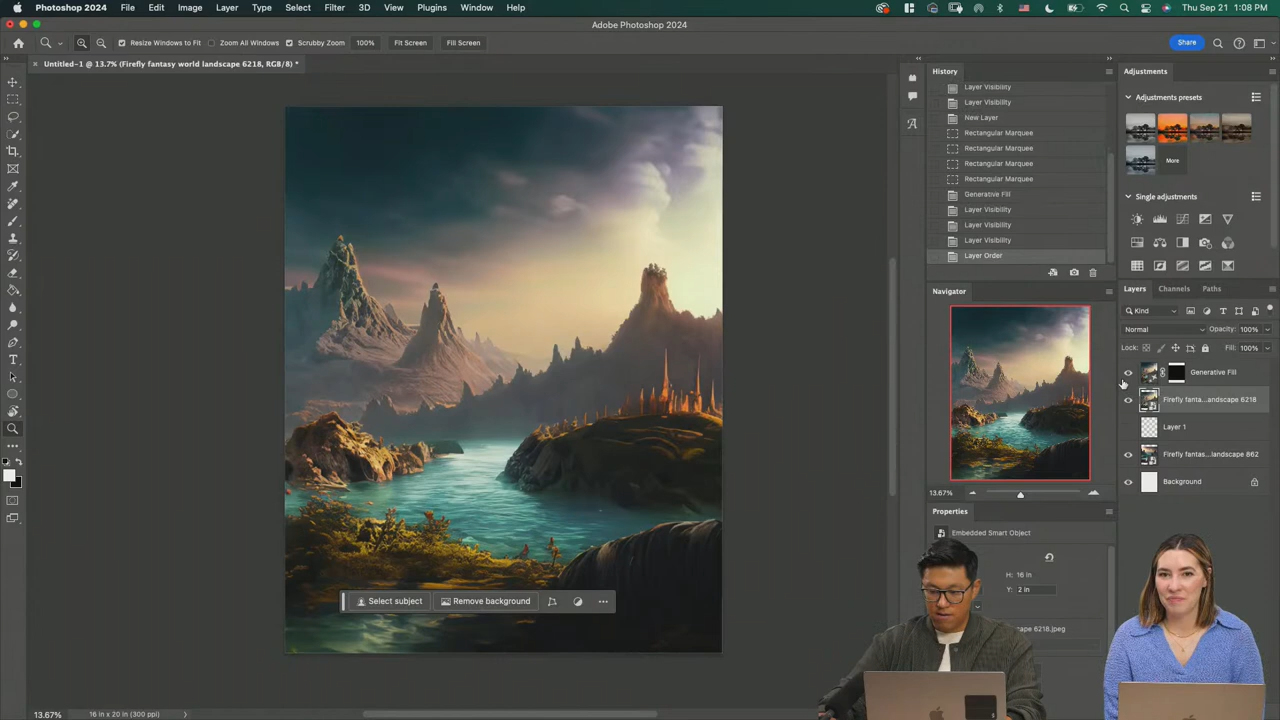 Photoshop 2024 File Edit Image Layer Type Select Filter 3D View Plugins Window Help Thu Sep 21 1:08 PM
Adobe Photoshop 2024
Resize Windows to Fit Zoom All Windows Scrubby Zoom 100% Fit Screen Fill Screen Share
Untitled-1 @ 13.7% (Firefly fantasy world landscape 6218, RGB/8) *
History
Layer Visibility
Layer Visibility
New Layer
Rectangular Marquee
Rectangular Marquee
Rectangular Marquee
Rectangular Marquee
Generative Fill
Layer Visibility
Layer Visibility
Layer Visibility
Layer Order
Navigator
13.67%
Properties
Embedded Smart Object
H: 16 in
Y: 2 in
scape 6218.jpeg
Adjustments
Adjustments presets
More
Single adjustments
Layers Channels Paths
Kind
Normal Opacity: 100%
Lock: Fill: 100%
Generative Fill
Firefly fanta...andscape 6218
Layer 1
Firefly fantas...landscape 862
Background
Select subject Remove background
13.67% 16 in x 20 in (300 ppi)